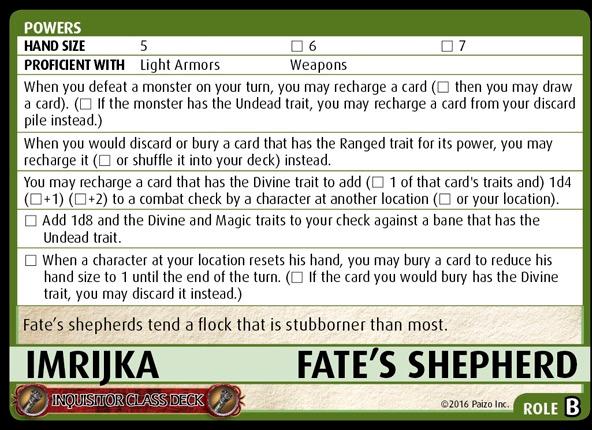 POWERS
HAND SIZE 5 □ 6 □ 7
PROFICIENT WITH Light Armors Weapons
When you defeat a monster on your turn, you may recharge a card (□ then you may draw
a card). (□ If the monster has the Undead trait, you may recharge a card from your discard
pile instead.)
When you would discard or bury a card that has the Ranged trait for its power, you may
recharge it (□ or shuffle it into your deck) instead.
You may recharge a card that has the Divine trait to add (□ 1 of that card's traits and) 1d4
(□+1) (□+2) to a combat check by a character at another location (□ or your location).
□ Add 1d8 and the Divine and Magic traits to your check against a bane that has the
Undead trait.
□ When a character at your location resets his hand, you may bury a card to reduce his
hand size to 1 until the end of the turn. (□ If the card you would bury has the Divine
trait, you may discard it instead.)
Fate's shepherds tend a flock that is stubborner than most.
IMRIJKA FATE'S SHEPHERD
INQUISITOR CLASS DECK
©2016 Paizo Inc. ROLE B